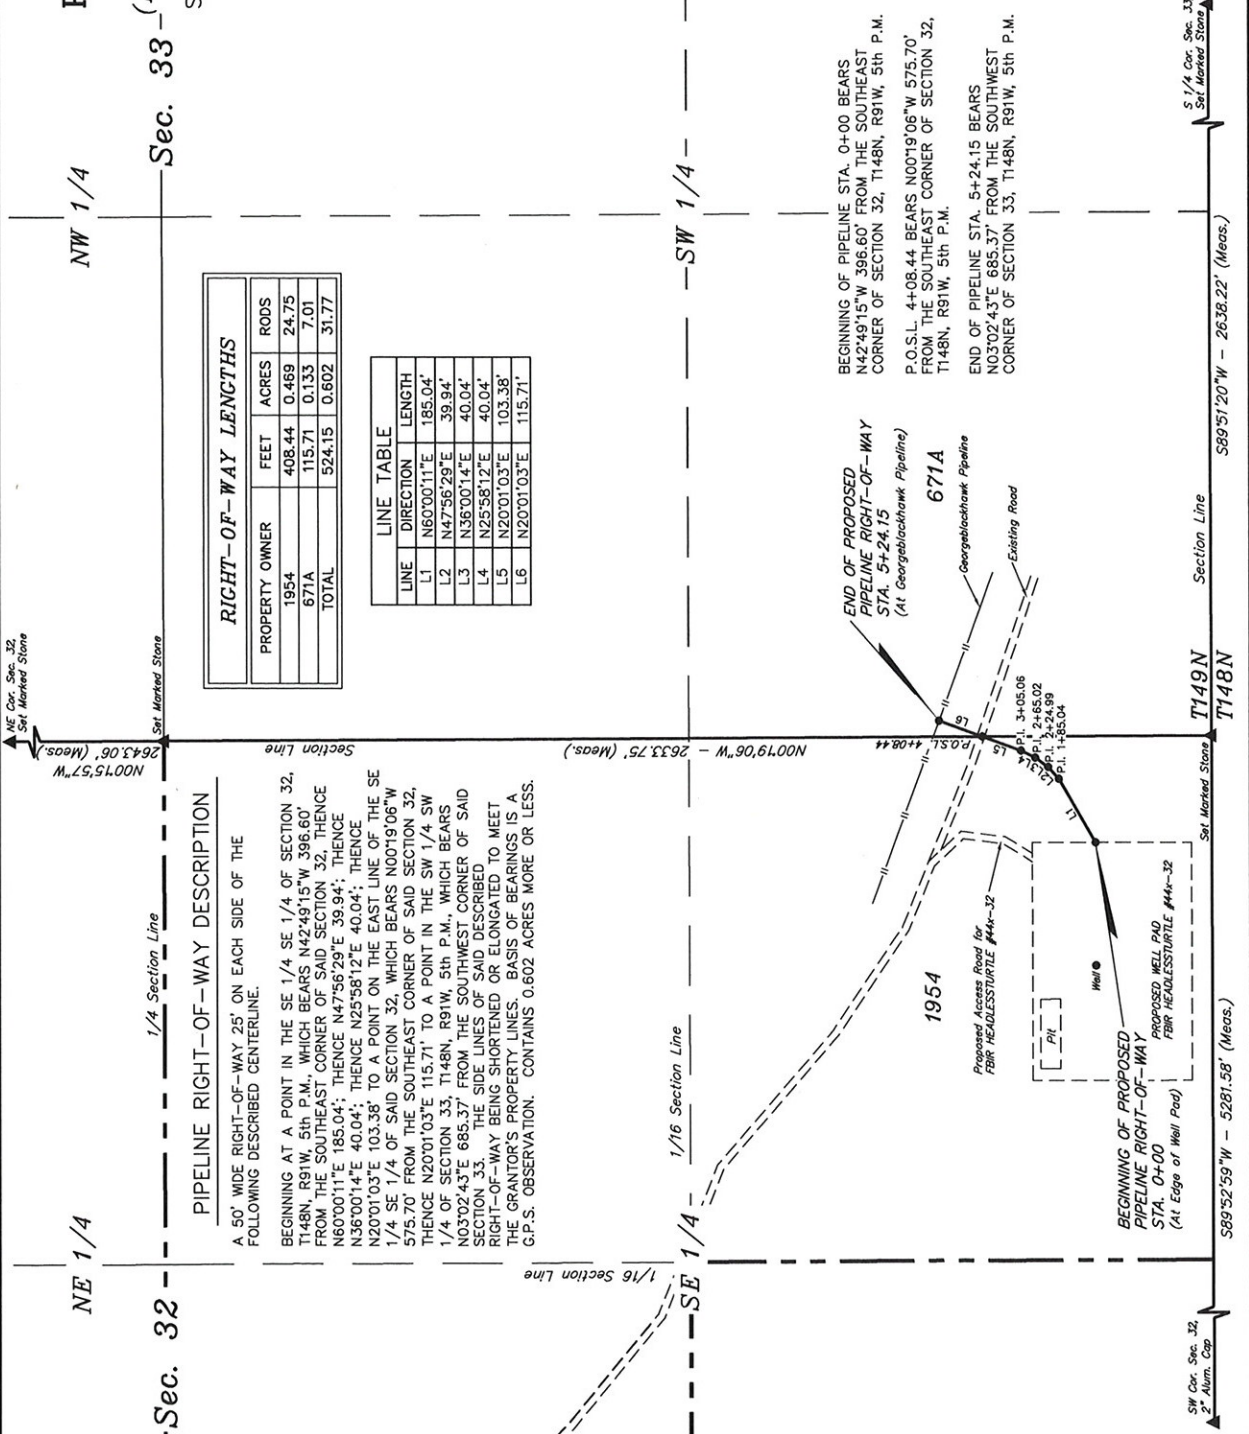 NE 1/4
NW 1/4
Sec. 32
Sec. 33
1/4 Section Line
NE Cor. Sec. 32,
Set Marked Stone
Set Marked Stone
N00°15'57"W
2643.06' (Meas.)
PIPELINE RIGHT-OF-WAY DESCRIPTION
A 50' WIDE RIGHT-OF-WAY 25' ON EACH SIDE OF THE
FOLLOWING DESCRIBED CENTERLINE.
BEGINNING AT A POINT IN THE SE 1/4 SE 1/4 OF SECTION 32,
T148N, R91W, 5th P.M., WHICH BEARS N42°49'15"W 396.60'
FROM THE SOUTHEAST CORNER OF SAID SECTION 32, THENCE
N60°00'11"E 185.04'; THENCE N47°56'29"E 39.94'; THENCE
N36°00'14"E 40.04'; THENCE N25°58'12"E 40.04'; THENCE
N20°01'03"E 103.38' TO A POINT ON THE EAST LINE OF THE SE
1/4 SE 1/4 OF SAID SECTION 32, WHICH BEARS N00°19'06"W
575.70' FROM THE SOUTHEAST CORNER OF SAID SECTION 32,
THENCE N20°01'03"E 115.71' TO A POINT IN THE SW 1/4 SW
1/4 OF SECTION 33, T148N, R91W, 5th P.M., WHICH BEARS
N03°02'43"E 685.37' FROM THE SOUTHWEST CORNER OF SAID
SECTION 33. THE SIDE LINES OF SAID DESCRIBED
RIGHT-OF-WAY BEING SHORTENED OR ELONGATED TO MEET
THE GRANTOR'S PROPERTY LINES. BASIS OF BEARINGS IS A
G.P.S. OBSERVATION. CONTAINS 0.602 ACRES MORE OR LESS.
RIGHT-OF-WAY LENGTHS
PROPERTY OWNER FEET ACRES RODS
1954 408.44 0.469 24.75
671A 115.71 0.133 7.01
TOTAL 524.15 0.602 31.77
LINE TABLE
LINE DIRECTION LENGTH
L1 N60°00'11"E 185.04'
L2 N47°56'29"E 39.94'
L3 N36°00'14"E 40.04'
L4 N25°58'12"E 40.04'
L5 N20°01'03"E 103.38'
L6 N20°01'03"E 115.71'
Section Line
N00°19'06"W - 2633.75' (Meas.)
1/16 Section Line
SE 1/4
1/16 Section Line
SW 1/4
BEGINNING OF PIPELINE STA. 0+00 BEARS
N42°49'15"W 396.60' FROM THE SOUTHEAST
CORNER OF SECTION 32, T148N, R91W, 5th P.M.
P.O.S.L. 4+08.44 BEARS N00°19'06"W 575.70'
FROM THE SOUTHEAST CORNER OF SECTION 32,
T148N, R91W, 5th P.M.
END OF PIPELINE STA. 5+24.15 BEARS
N03°02'43"E 685.37' FROM THE SOUTHWEST
CORNER OF SECTION 33, T148N, R91W, 5th P.M.
END OF PROPOSED
PIPELINE RIGHT-OF-WAY
STA. 5+24.15
(At Georgeblackhawk Pipeline)
671A
Georgeblackhawk Pipeline
Existing Road
L6
P.O.S.L. 4+08.44
L5
P.I. 3+05.06
P.I. 2+65.02
P.I. 2+24.99
P.I. 1+85.04
L2 L3 L4
L1
1954
Proposed Access Road for
FBIR HEADLESSTURTLE #44x-32
Pit
Well
PROPOSED WELL PAD
FBIR HEADLESSTURTLE #44x-32
BEGINNING OF PROPOSED
PIPELINE RIGHT-OF-WAY
STA. 0+00
(At Edge of Well Pad)
SW Cor. Sec. 32,
2" Alum. Cap
S89°52'59"W - 5281.58' (Meas.)
Set Marked Stone
T149N
T148N
Section Line
S89°51'20"W - 2638.22' (Meas.)
S 1/4 Cor. Sec. 33
Set Marked Stone